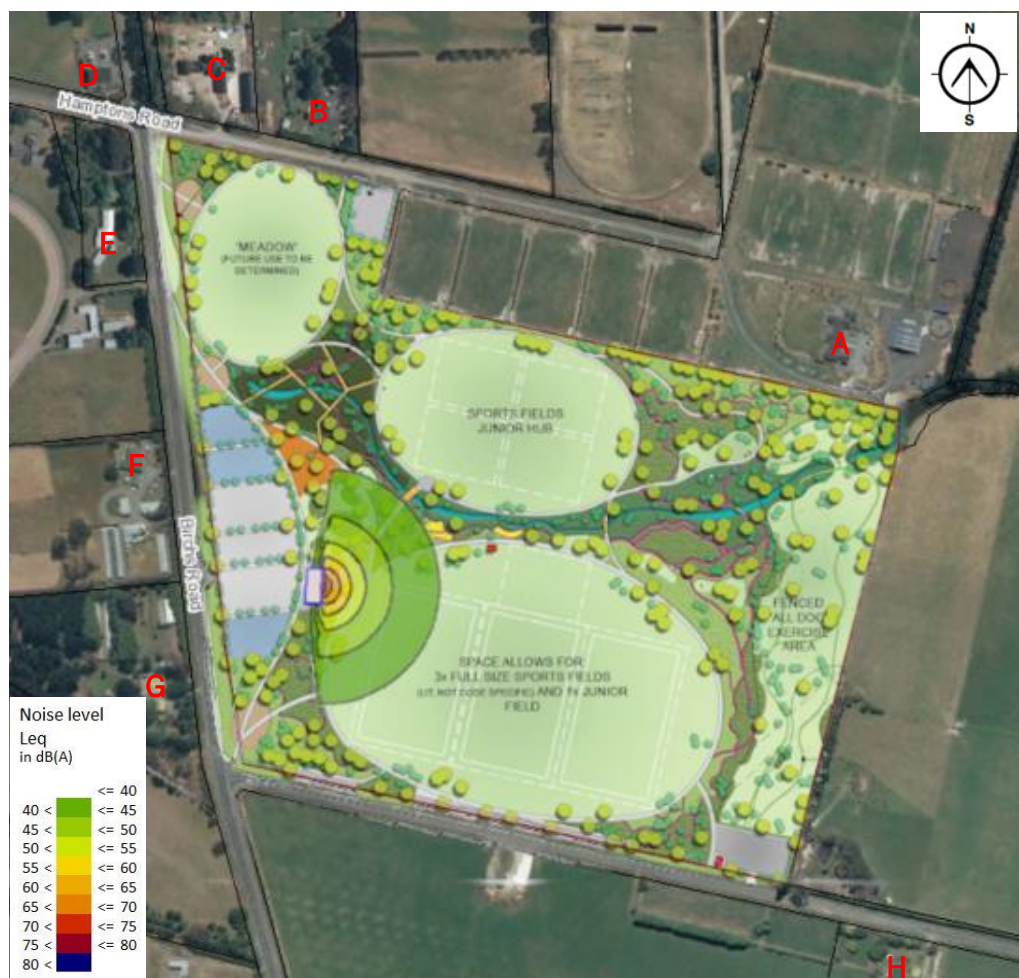 N
S
D
C
B
Hamptons Road
E
'MEADOW'
(FUTURE USE TO BE
DETERMINED)
A
SPORTS FIELDS
JUNIOR HUB
F
Birchs Road
FENCED
'ALL DOG'
EXERCISE
AREA
SPACE ALLOWS FOR
3x FULL SIZE SPORTS FIELDS
AND 1x JUNIOR
FIELD
G
Noise level
Leq
in dB(A)
<= 40
40 < <= 45
45 < <= 50
50 < <= 55
55 < <= 60
60 < <= 65
65 < <= 70
70 < <= 75
75 < <= 80
80 <
H